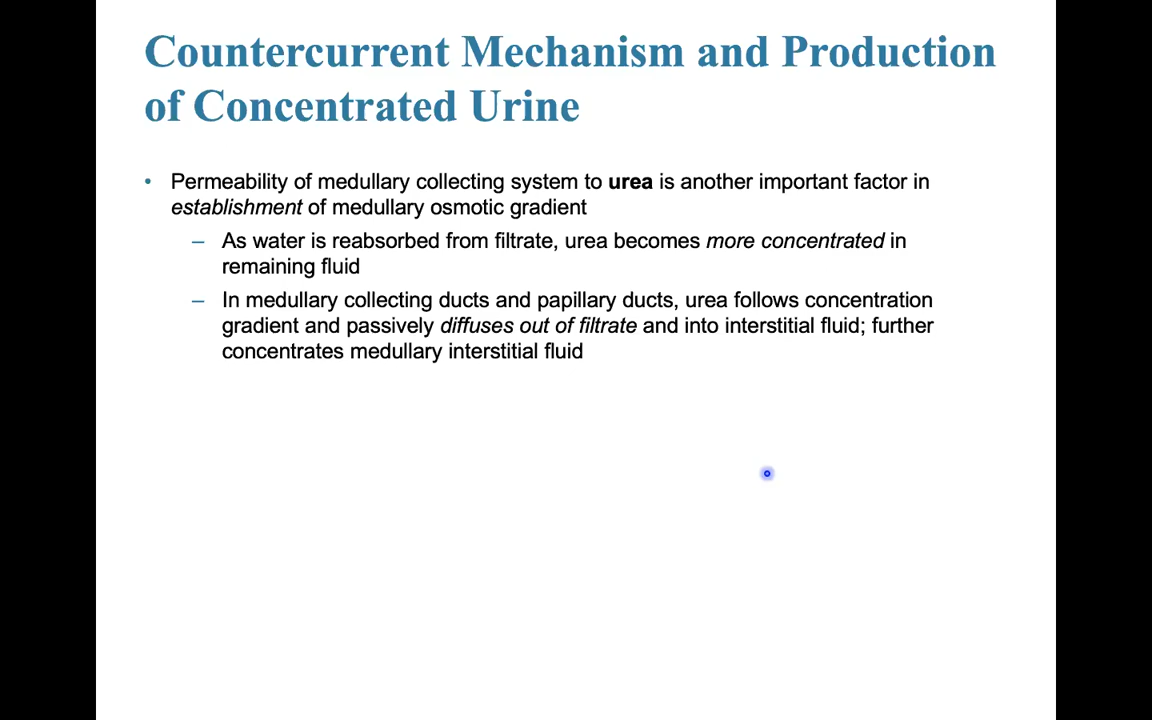 Countercurrent Mechanism and Production
of Concentrated Urine
• Permeability of medullary collecting system to urea is another important factor in
establishment of medullary osmotic gradient
– As water is reabsorbed from filtrate, urea becomes more concentrated in
remaining fluid
– In medullary collecting ducts and papillary ducts, urea follows concentration
gradient and passively diffuses out of filtrate and into interstitial fluid; further
concentrates medullary interstitial fluid